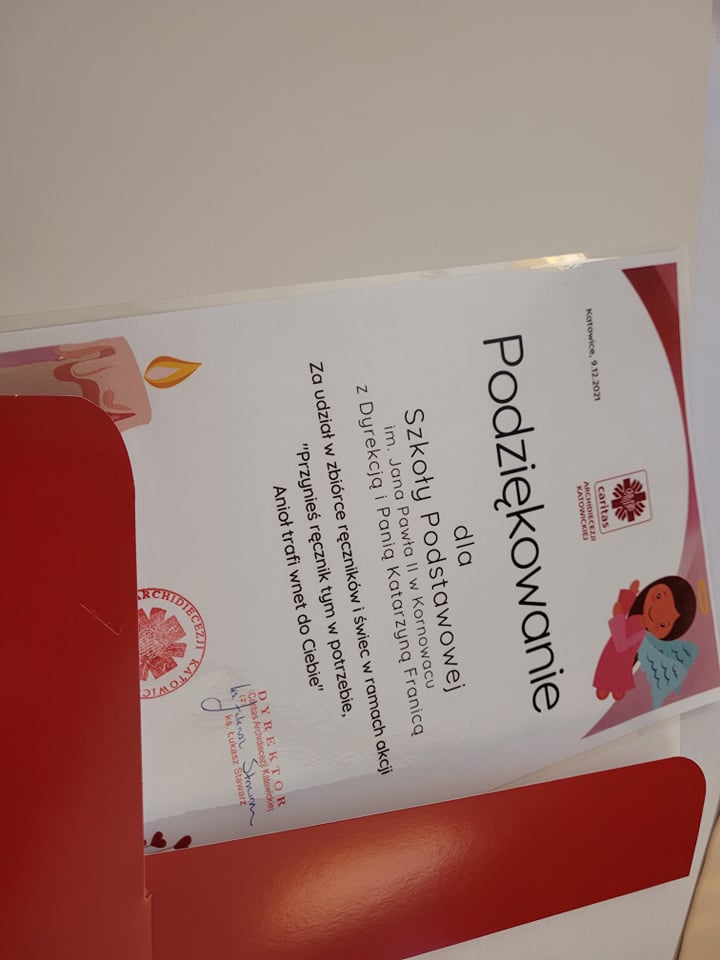 Katowice, 9.12.2021
caritas
ARCHIDIECEZJI
KATOWICKIEJ
Podziękowanie
dla
Szkoły Podstawowej
im. Jana Pawła II w Kornowacu
z Dyrekcją i Panią Katarzyną Franicą
Za udział w zbiórce ręczników i świec w ramach akcji
"Przynieś ręcznik tym w potrzebie,
Anioł trafi wnet do Ciebie"
ARCHIDIECEZJI KATOWIC
DYREKTOR
Caritas Archidiecezji Katowickiej
ks. Łukasz Stawarz